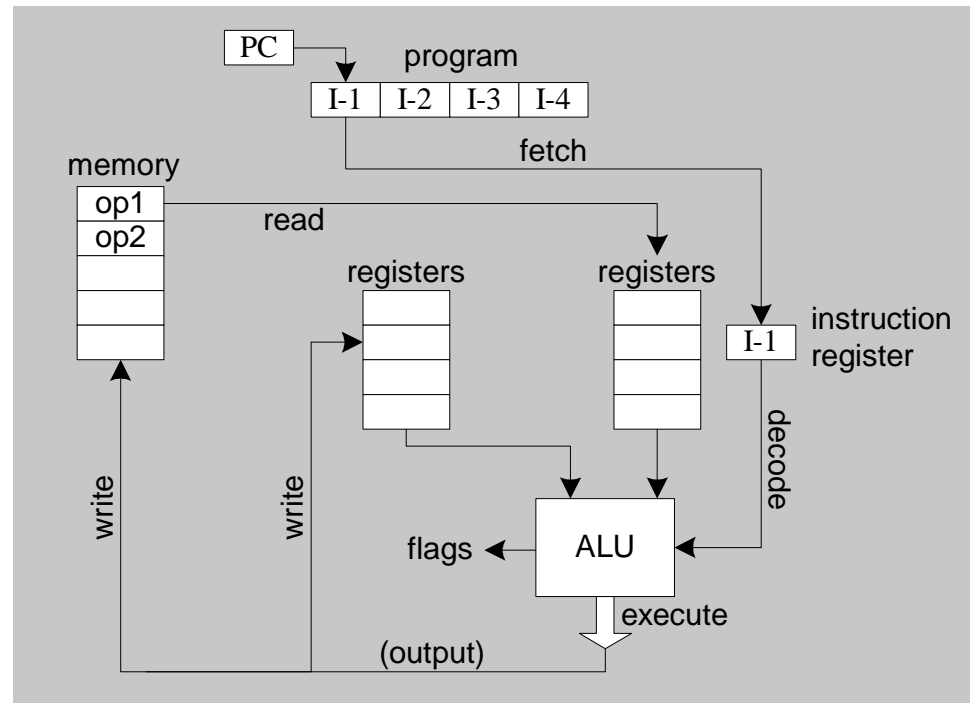 PC
program
I-1 I-2 I-3 I-4
fetch
memory
op1
op2
read
registers
registers
instruction
register
I-1
decode
write
write
flags
ALU
execute
(output)